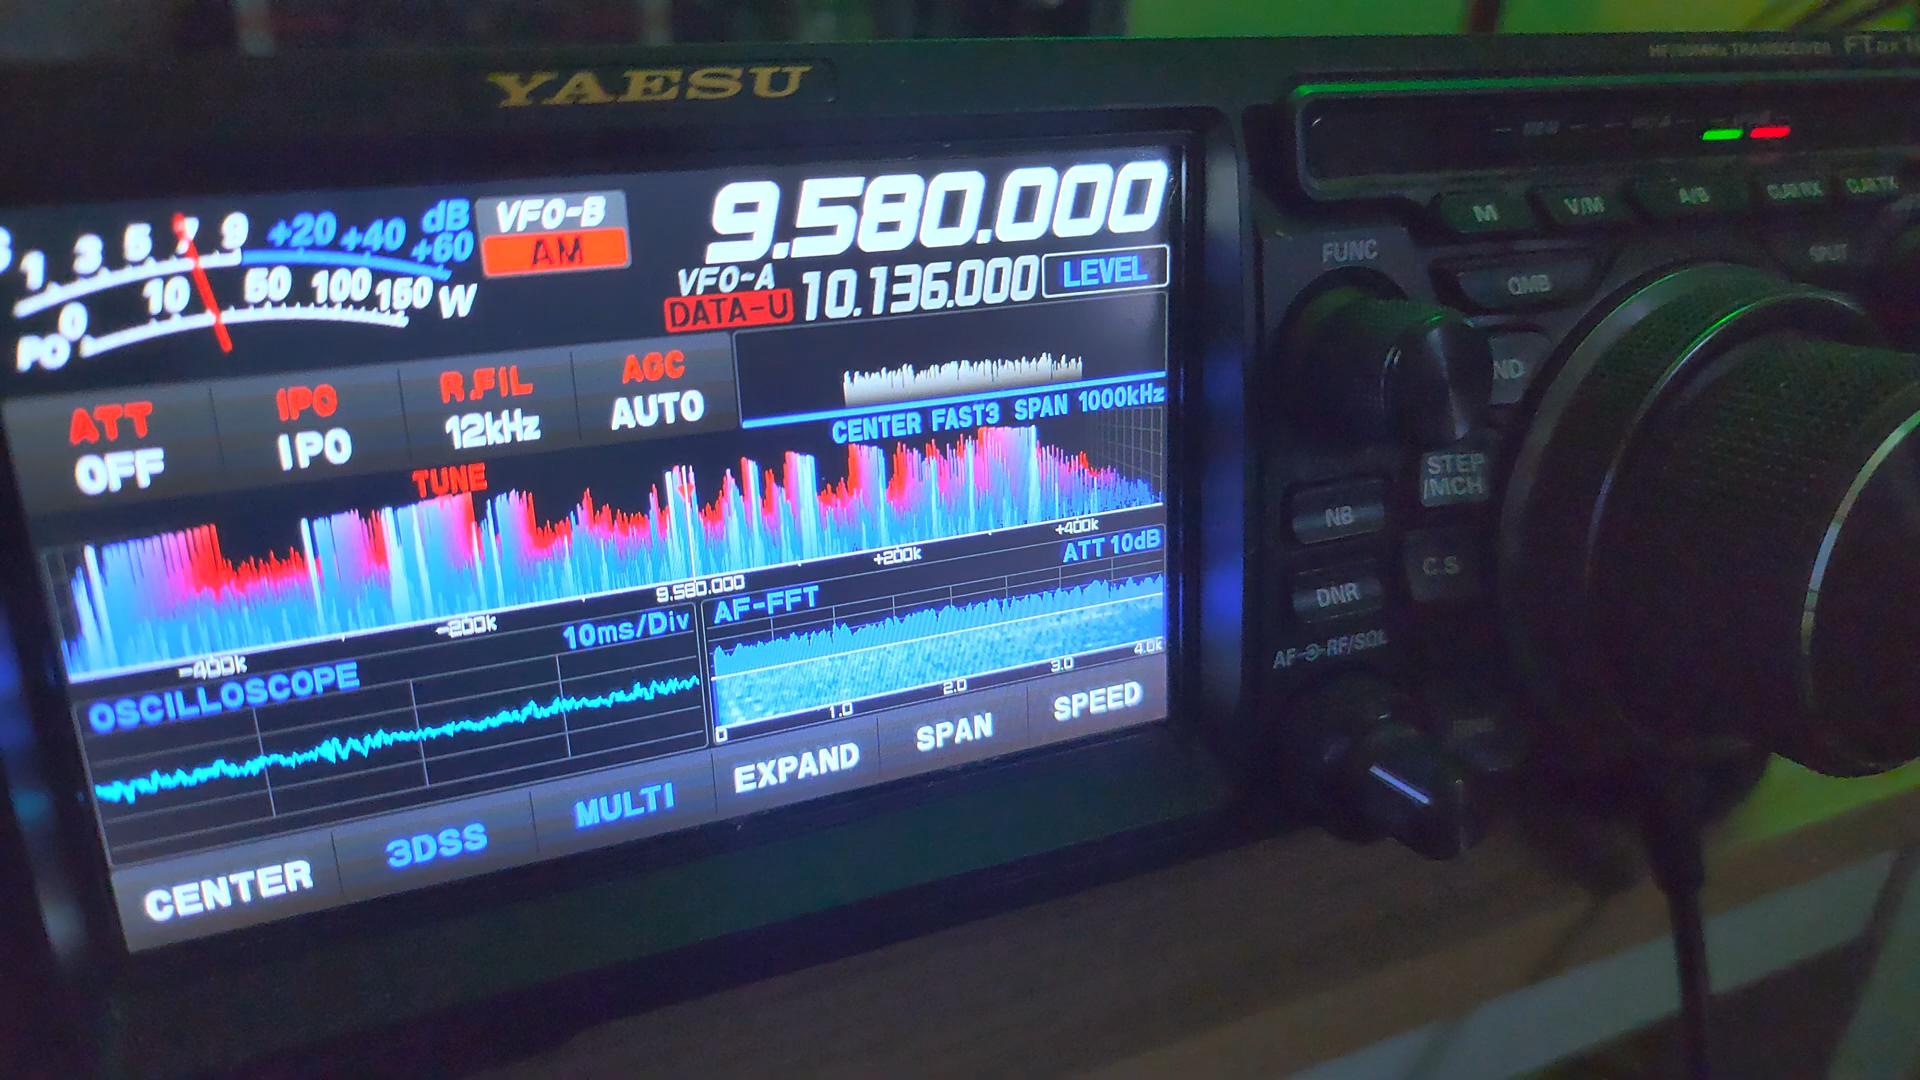 YAESU
HF/50MHz TRANSCEIVER FTDX10
S 1 3 5 7 9 +20 +40 +60 dB
PO 0 10 50 100 150 W
VFO-B
AM
9.580.000
VFO-A
DATA-U
10.136.000
LEVEL
ATT
OFF
IPO
IPO
R.FIL
12kHz
AGC
AUTO
CENTER FAST3 SPAN 1000kHz
TUNE
-400k -200k 9.580.000 +200k +400k
OSCILLOSCOPE 10ms/Div
AF-FFT ATT 10dB
0 1.0 2.0 3.0 4.0k
CENTER 3DSS MULTI EXPAND SPAN SPEED
M V/M A/B CLAR RX CLAR TX
FUNC
QMB
SPLIT
ND
STEP
/MCH
NB
C.S
DNR
AF RF/SQL